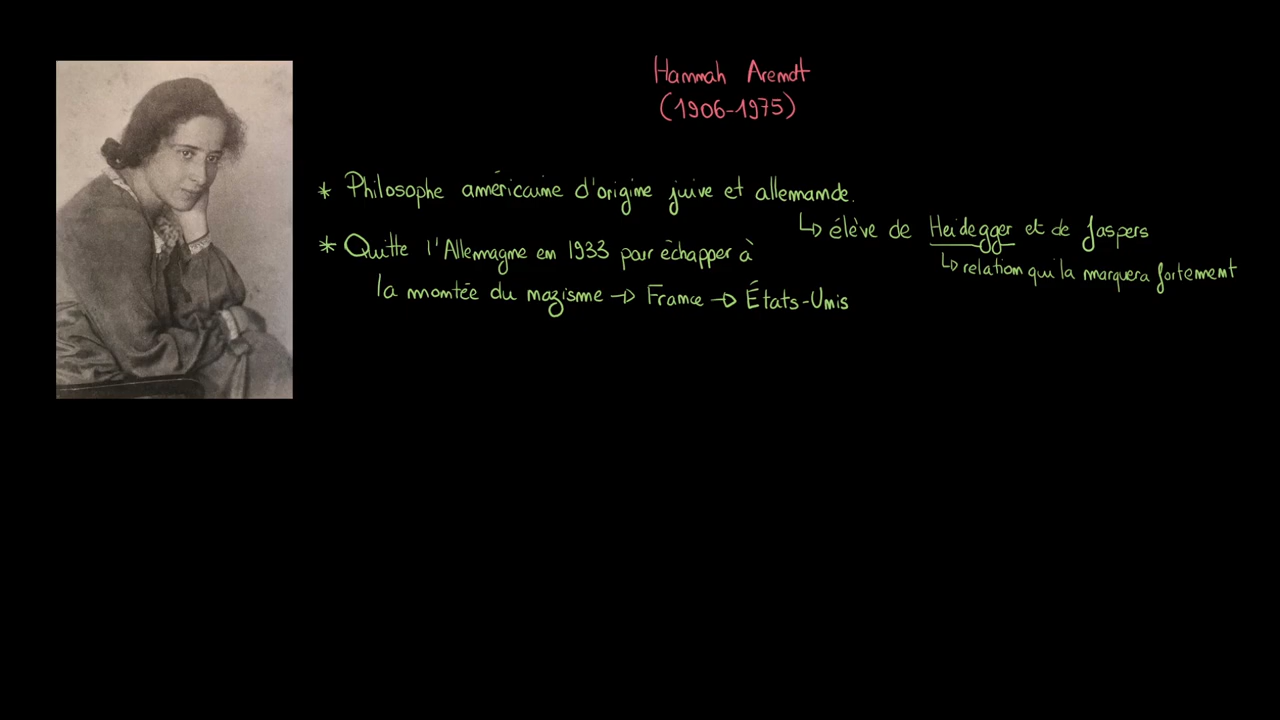 Hannah Arendt
(1906-1975)
* Philosophe américaine d'origine juive et allemande.
↳ élève de Heidegger et de Jaspers
↳ relation qui la marquera fortement
* Quitte l'Allemagne en 1933 pour échapper à
la montée du nazisme → France → États-Unis